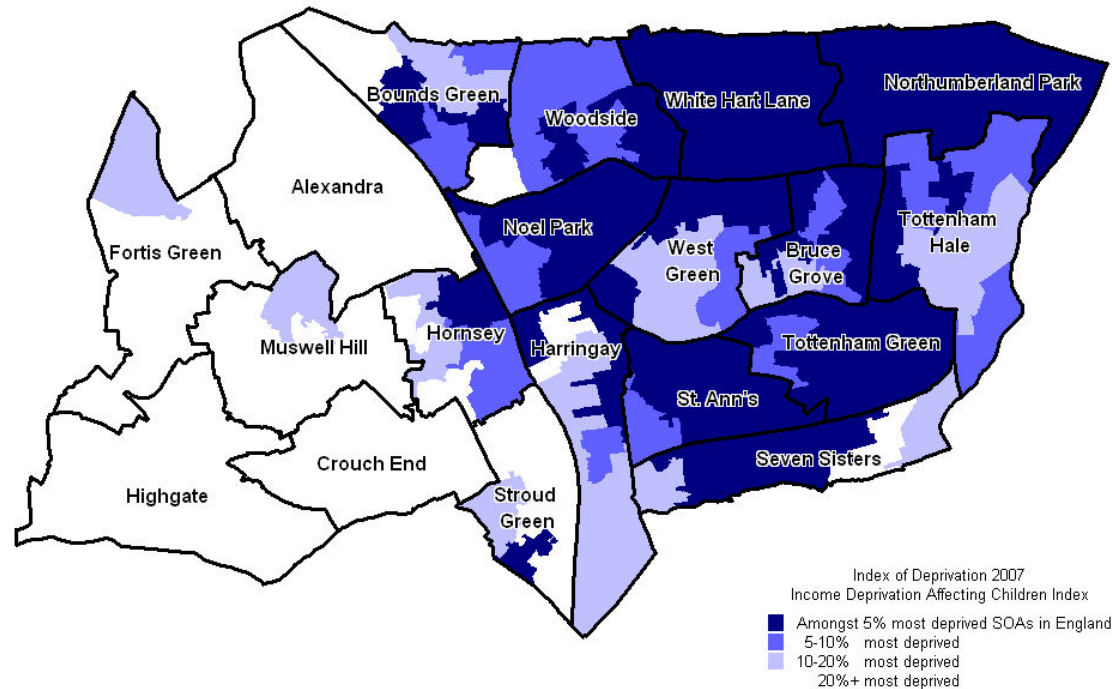 Bounds Green
Woodside
White Hart Lane
Northumberland Park
Alexandra
Fortis Green
Noel Park
West
Green
Bruce
Grove
Tottenham
Hale
Muswell Hill
Hornsey
Harringay
Tottenham Green
St. Ann's
Crouch End
Highgate
Stroud
Green
Seven Sisters
Index of Deprivation 2007
Income Deprivation Affecting Children Index
Amongst 5% most deprived SOAs in England
5-10% most deprived
10-20% most deprived
20%+ most deprived